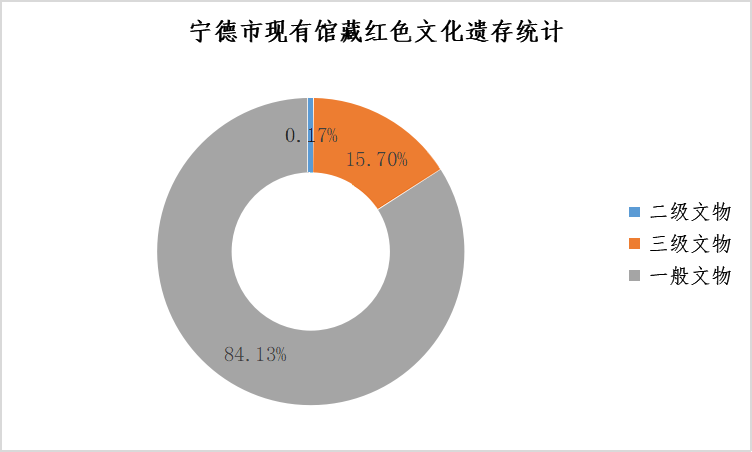 宁德市现有馆藏红色文化遗存统计
0.17%
15.70%
84.13%
二级文物
三级文物
一般文物